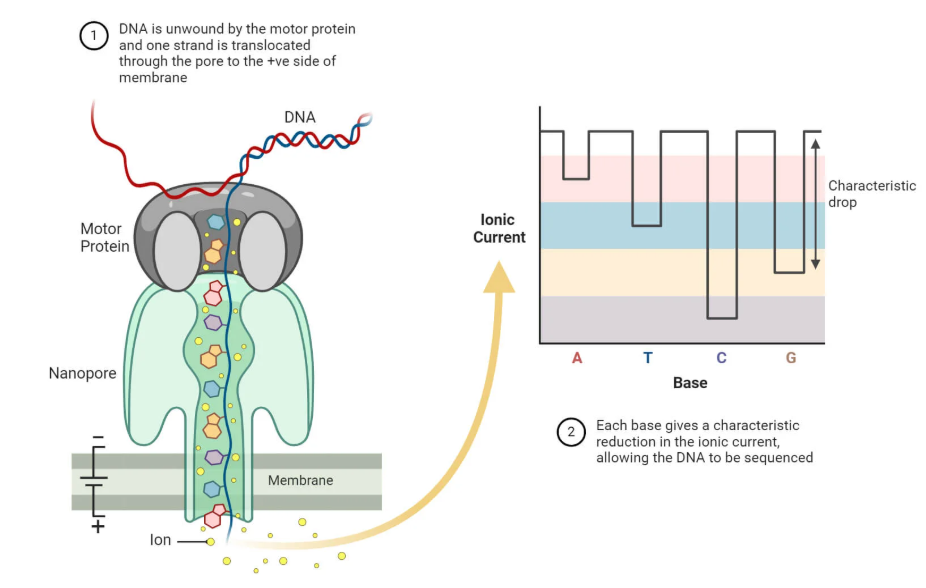 1
DNA is unwound by the motor protein
and one strand is translocated
through the pore to the +ve side of
membrane
DNA
Motor
Protein
Nanopore
−
+
Membrane
Ion
Ionic
Current
Characteristic
drop
A T C G
Base
2
Each base gives a characteristic
reduction in the ionic current,
allowing the DNA to be sequenced